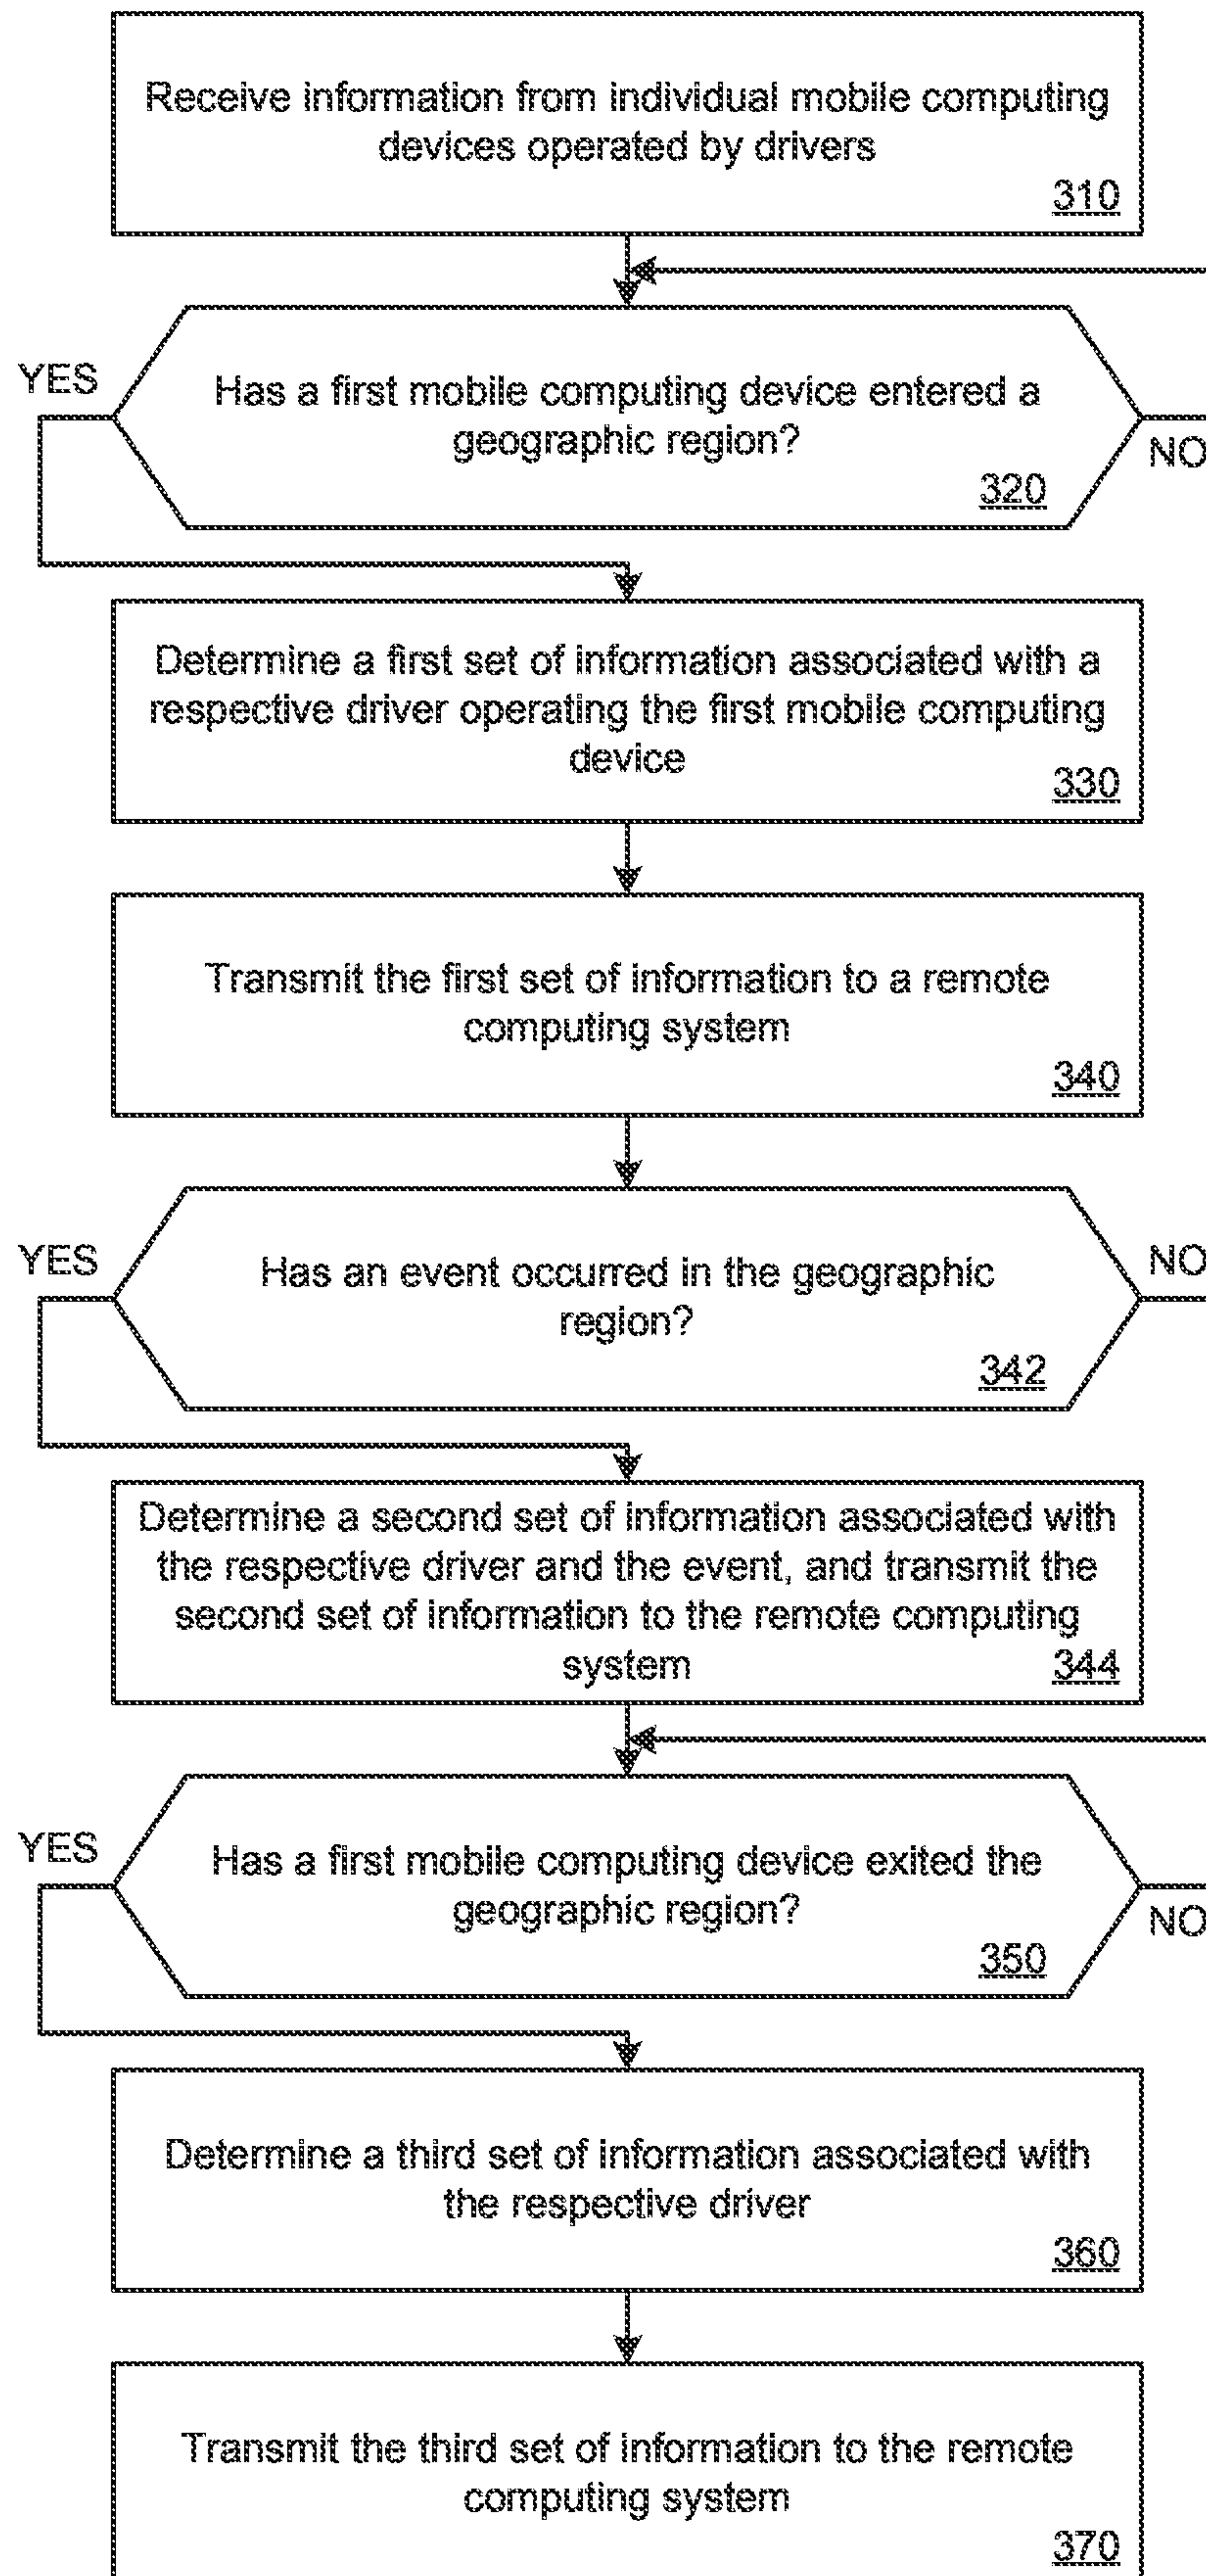 Receive information from individual mobile computing
devices operated by drivers
310
YES
Has a first mobile computing device entered a
geographic region?
NO
320
Determine a first set of information associated with a
respective driver operating the first mobile computing
device
330
Transmit the first set of information to a remote
computing system
340
YES
Has an event occurred in the geographic
region?
NO
342
Determine a second set of information associated with
the respective driver and the event, and transmit the
second set of information to the remote computing
system
344
YES
Has a first mobile computing device exited the
geographic region?
NO
350
Determine a third set of information associated with
the respective driver
360
Transmit the third set of information to the remote
computing system
370